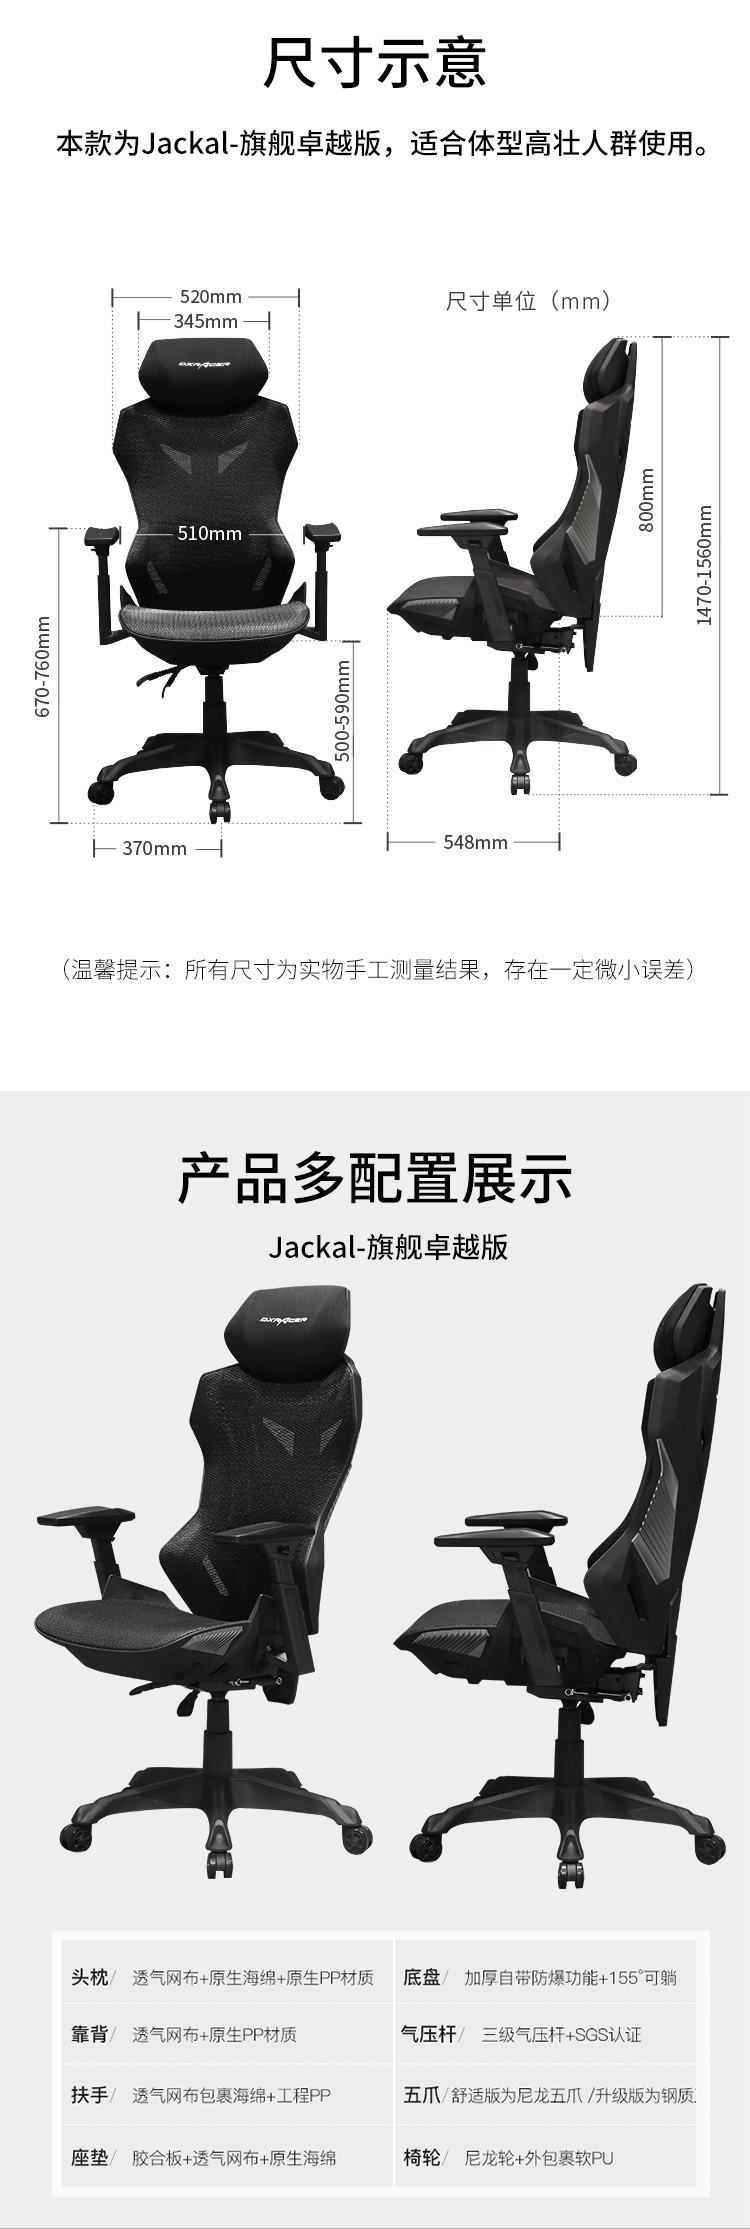 尺寸示意
本款为Jackal-旗舰卓越版，适合体型高壮人群使用。
520mm
345mm
尺寸单位（mm）
DXRACER
510mm
670-760mm
500-590mm
370mm
800mm
1470-1560mm
548mm
（温馨提示：所有尺寸为实物手工测量结果，存在一定微小误差）
产品多配置展示
Jackal-旗舰卓越版
DXRACER
头枕/ 透气网布+原生海绵+原生PP材质
底盘/ 加厚自带防爆功能+155°可躺
靠背/ 透气网布+原生PP材质
气压杆/ 三级气压杆+SGS认证
扶手/ 透气网布包裹海绵+工程PP
五爪/舒适版为尼龙五爪 /升级版为钢质
座垫/ 胶合板+透气网布+原生海绵
椅轮/ 尼龙轮+外包裹软PU